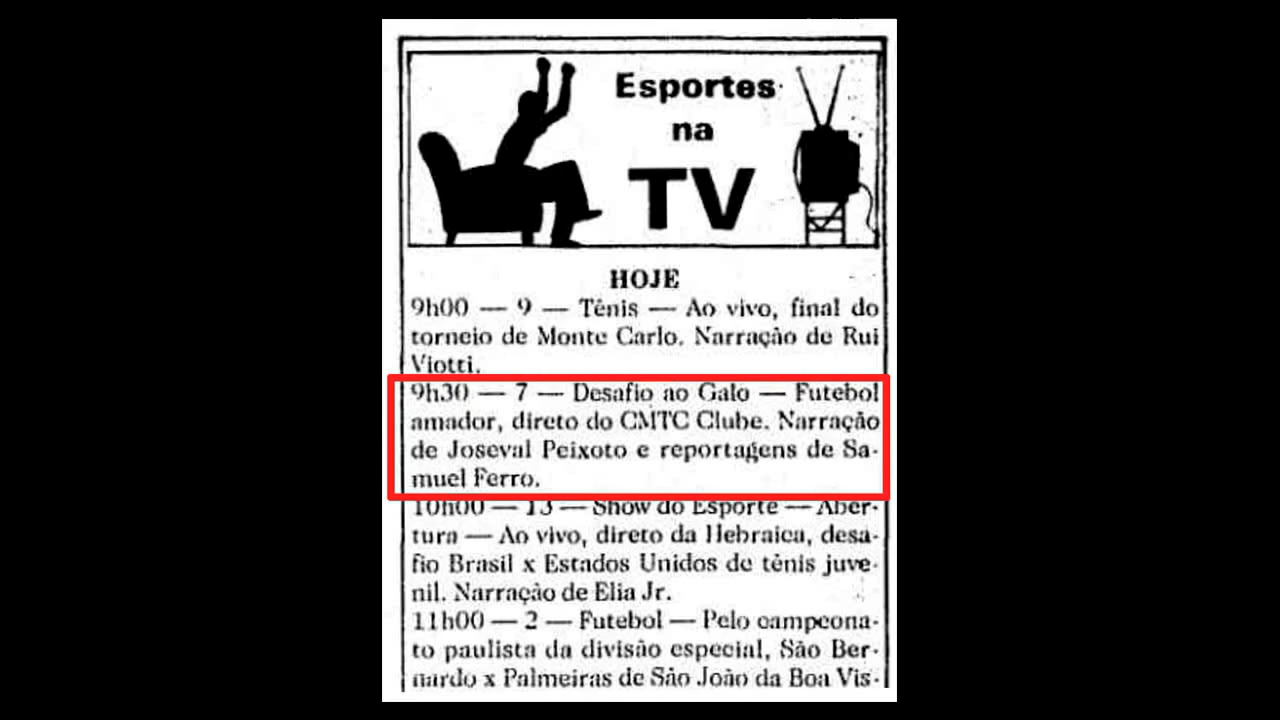 Esportes
na
TV
HOJE
9h00 — 9 — Tênis — Ao vivo, final do
torneio de Monte Carlo. Narração de Rui
Viotti.
9h30 — 7 — Desafio ao Galo — Futebol
amador, direto do CMTC Clube. Narração
de Joseval Peixoto e reportagens de Sa-
muel Ferro.
10h00 — 13 — Show do Esporte — Aber-
tura — Ao vivo, direto da Hebraica, desa-
fio Brasil x Estados Unidos de tênis juve-
nil. Narração de Elia Jr.
11h00 — 2 — Futebol — Pelo campeona-
to paulista da divisão especial, São Ber-
nardo x Palmeiras de São João da Boa Vis-